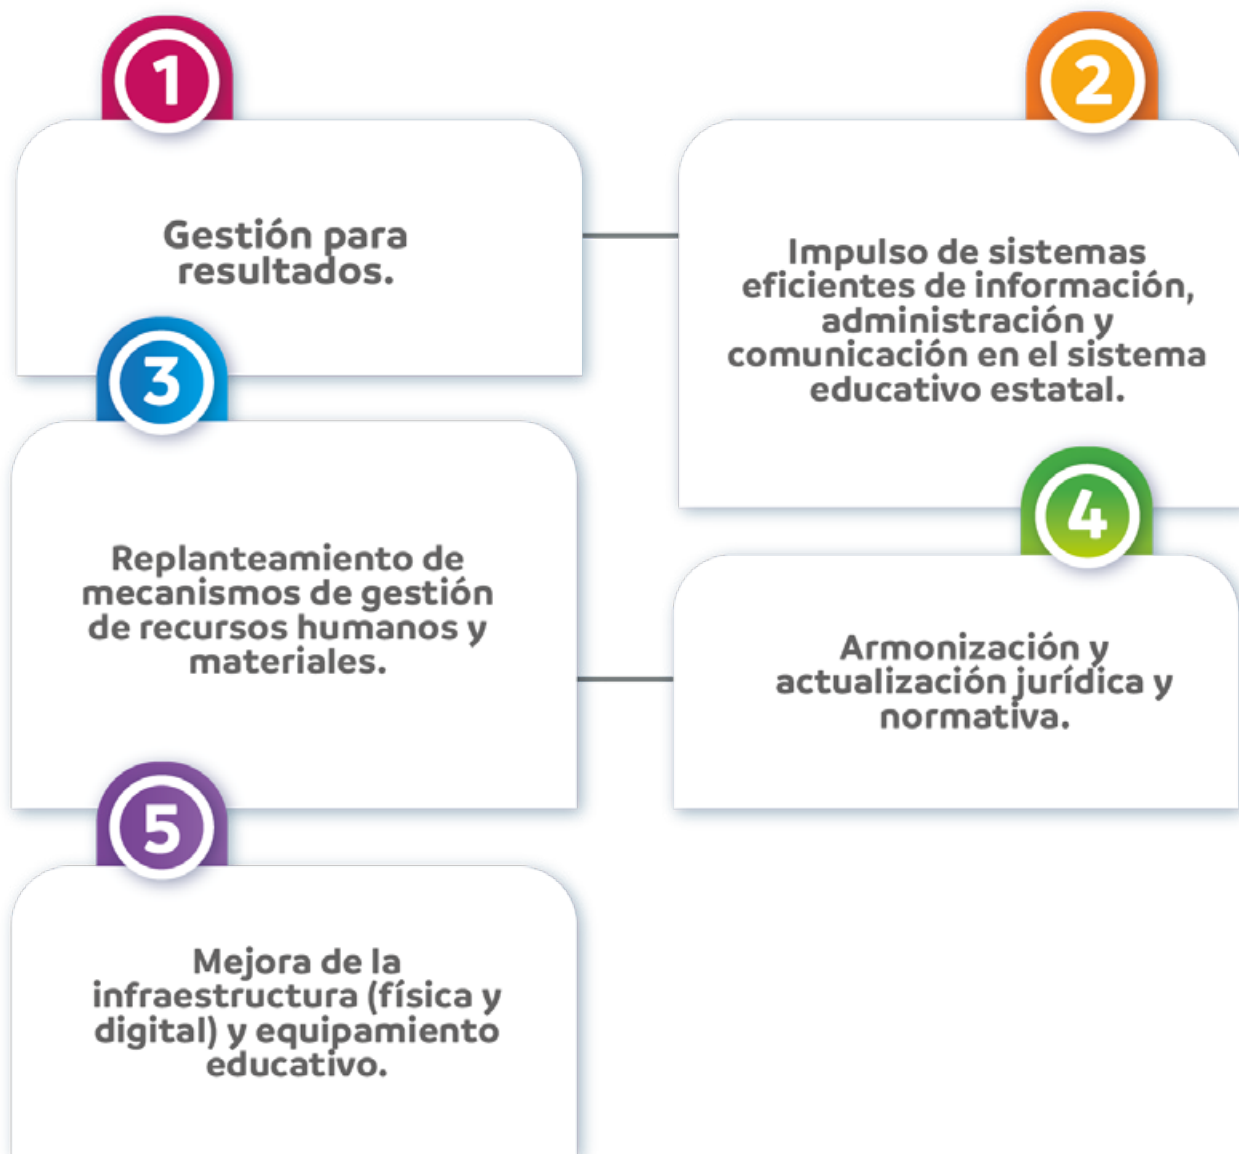 1
Gestión para
resultados.
2
Impulso de sistemas
eficientes de información,
administración y
comunicación en el sistema
educativo estatal.
3
Replanteamiento de
mecanismos de gestión
de recursos humanos y
materiales.
4
Armonización y
actualización jurídica y
normativa.
5
Mejora de la
infraestructura (física y
digital) y equipamiento
educativo.